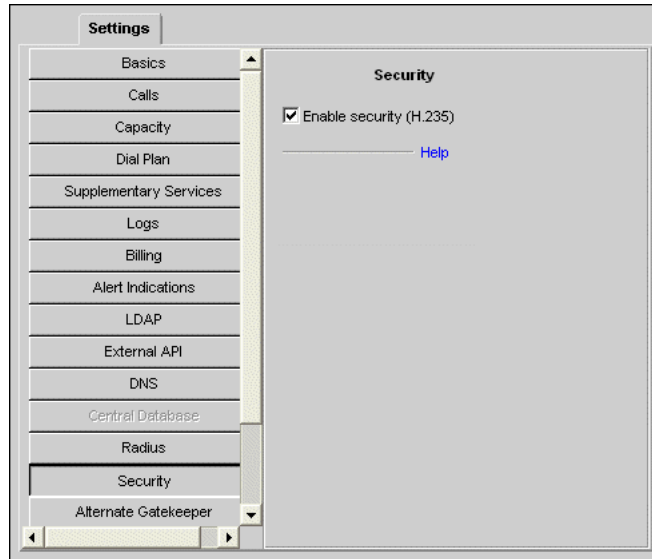 Settings
Basics
Calls
Capacity
Dial Plan
Supplementary Services
Logs
Billing
Alert Indications
LDAP
External API
DNS
Central Database
Radius
Security
Alternate Gatekeeper
Security
Enable security (H.235)
Help